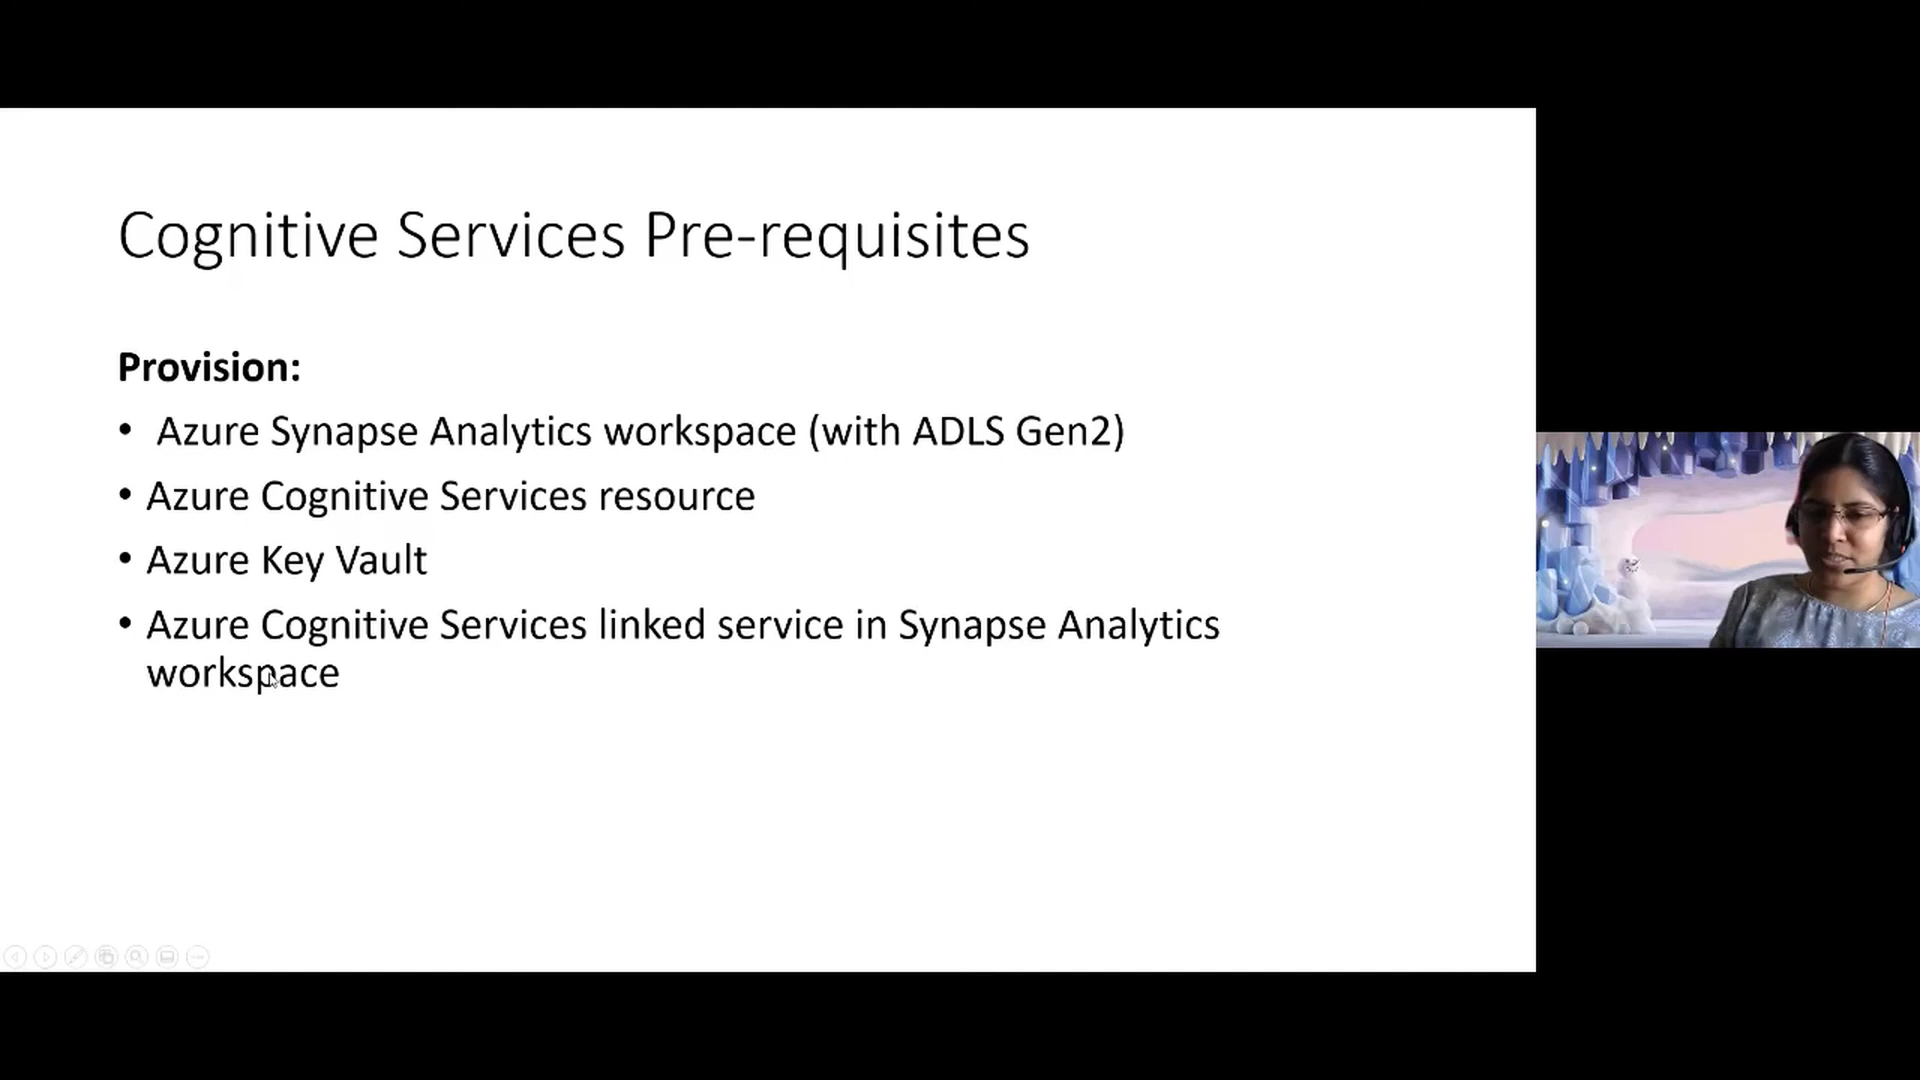 Cognitive Services Pre-requisites
Provision:
• Azure Synapse Analytics workspace (with ADLS Gen2)
• Azure Cognitive Services resource
• Azure Key Vault
• Azure Cognitive Services linked service in Synapse Analytics
workspace